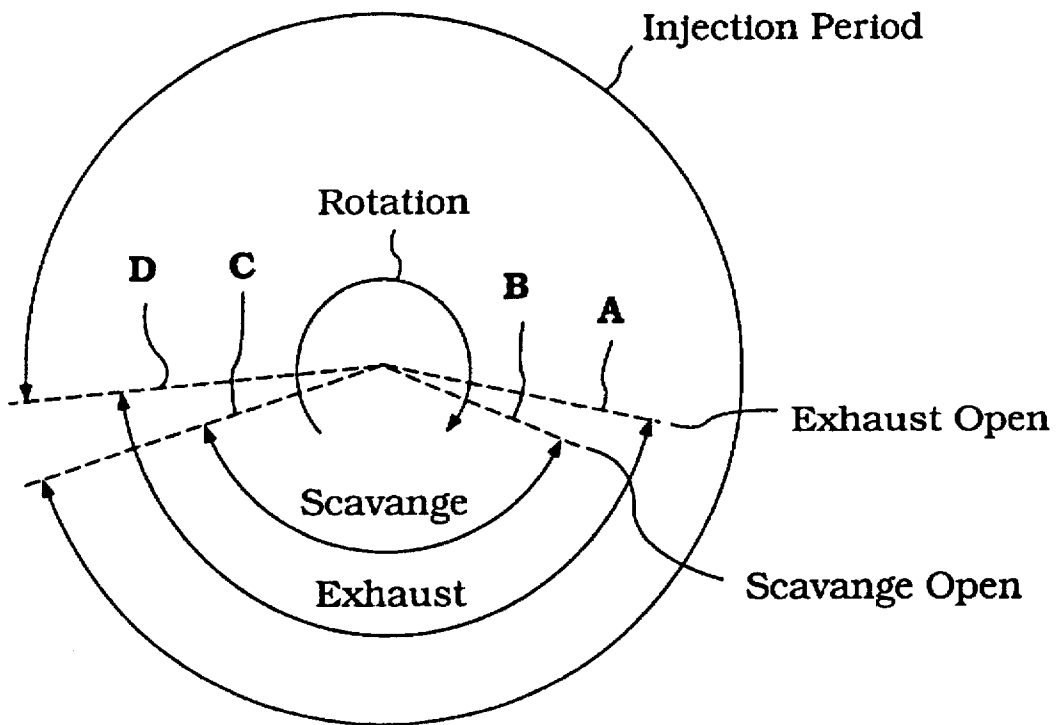 Injection Period
Rotation
D
C
B
A
Exhaust Open
Scavange
Exhaust
Scavange Open